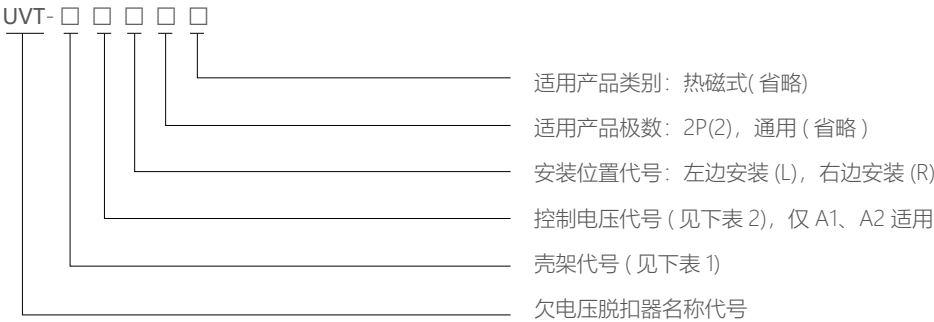 UVT-□ □ □ □ □
适用产品类别：热磁式( 省略)
适用产品极数：2P(2)，通用 ( 省略 )
安装位置代号：左边安装 (L)，右边安装 (R)
控制电压代号 ( 见下表 2)，仅 A1、A2 适用
壳架代号 ( 见下表 1)
欠电压脱扣器名称代号